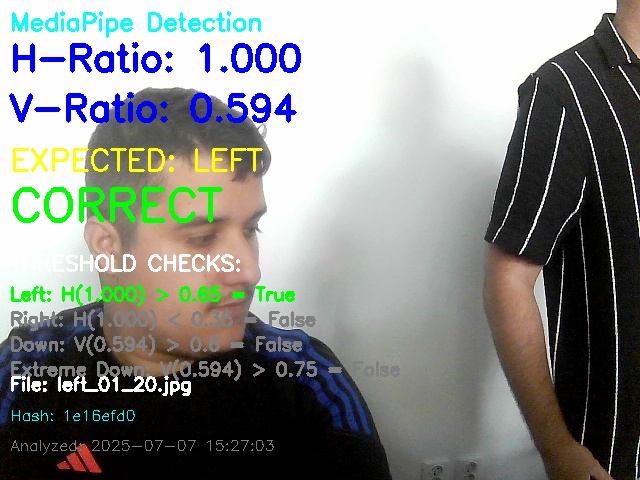 MediaPipe Detection
H-Ratio: 1.000
V-Ratio: 0.594
EXPECTED: LEFT
CORRECT
THRESHOLD CHECKS:
Left: H(1.000) > 0.65 = True
Right: H(1.000) < 0.35 = False
Down: V(0.594) > 0.6 = False
Extreme Down: V(0.594) > 0.75 = False
File: left_01_20.jpg
Hash: 1e16efd0
Analyzed: 2025-07-07 15:27:03